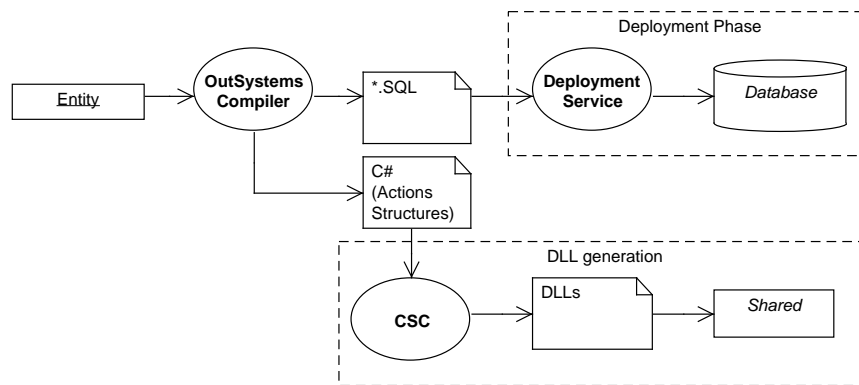 Deployment Phase
Entity
OutSystems
Compiler
*.SQL
Deployment
Service
Database
C#
(Actions
Structures)
DLL generation
CSC
DLLs
Shared